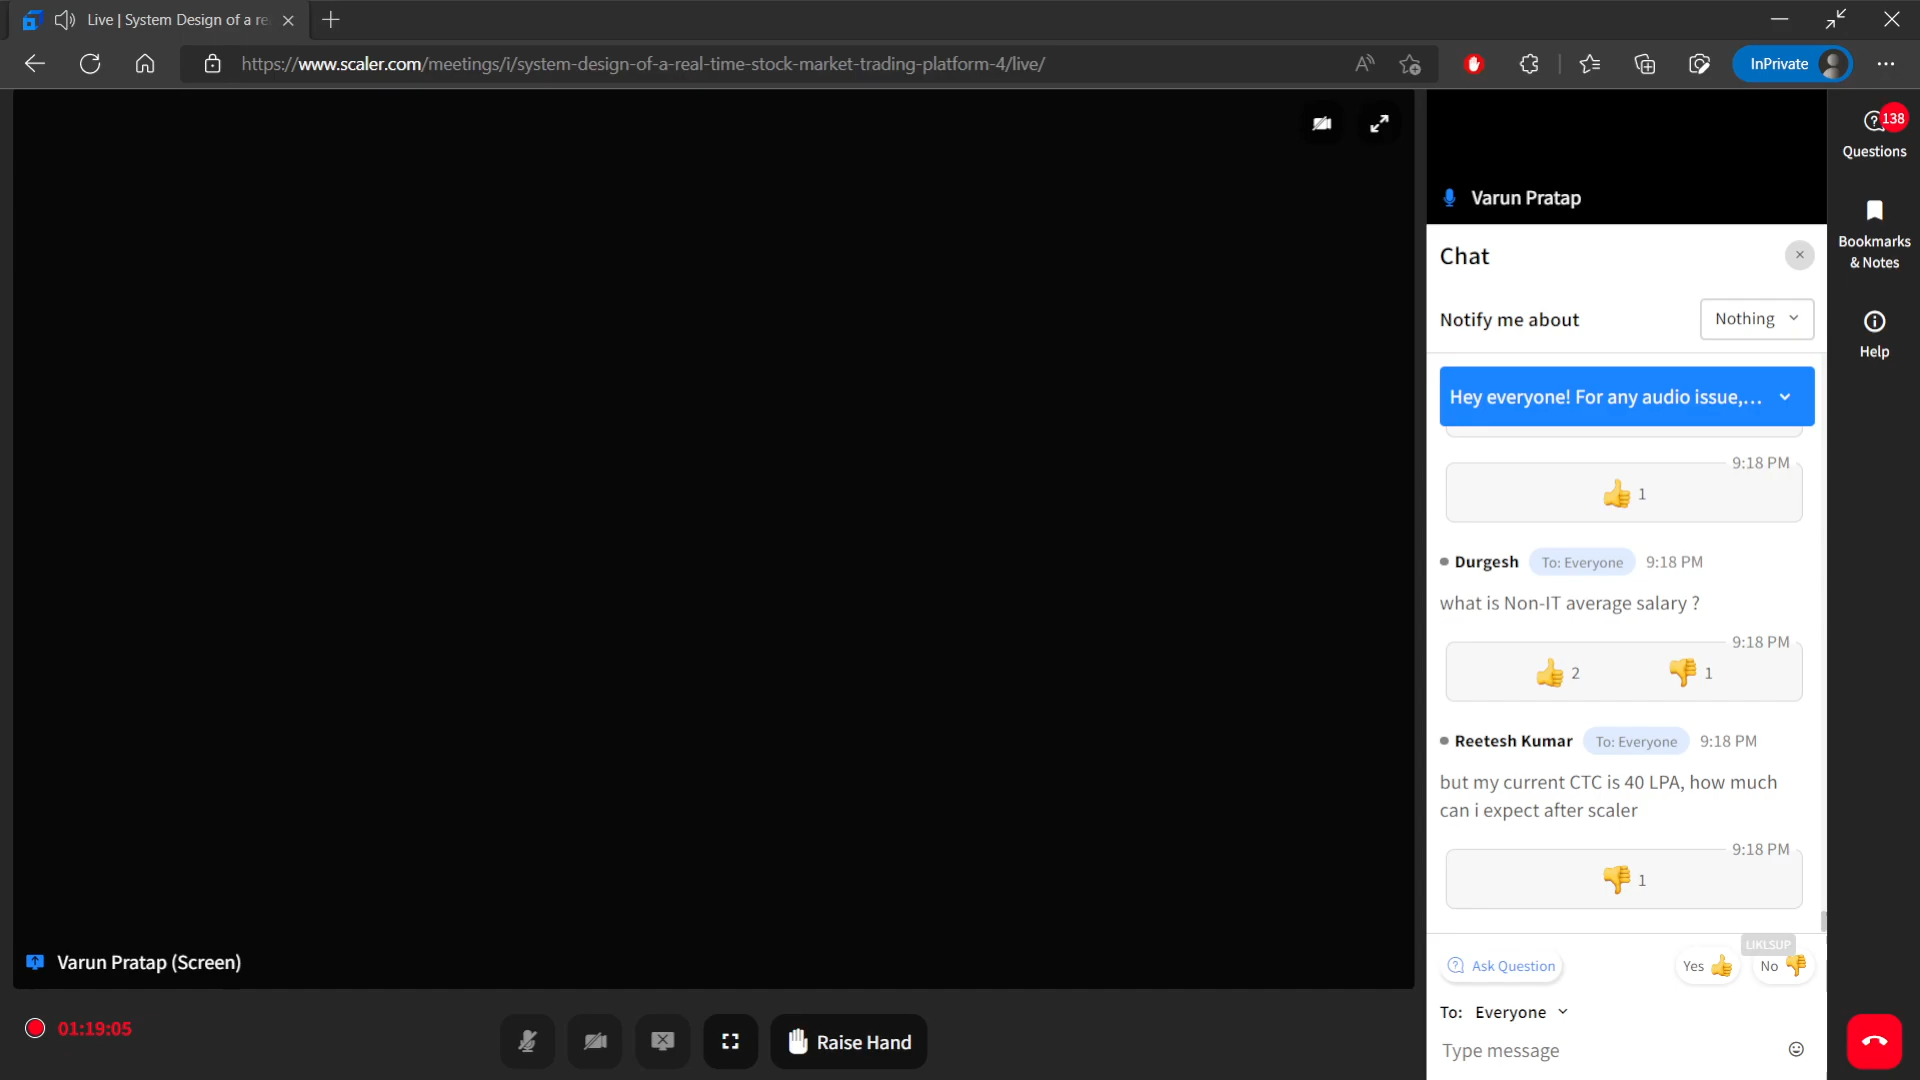 Live | System Design of a re
https://www.scaler.com/meetings/i/system-design-of-a-real-time-stock-market-trading-platform-4/live/
InPrivate
Varun Pratap
138
Questions
Bookmarks
& Notes
Help
Chat
Notify me about
Nothing
Hey everyone! For any audio issue,...
9:18 PM
1
Durgesh To: Everyone 9:18 PM
what is Non-IT average salary ?
9:18 PM
2 1
Reetesh Kumar To: Everyone 9:18 PM
but my current CTC is 40 LPA, how much
can i expect after scaler
9:18 PM
1
LIKLSUP
Ask Question Yes No
To: Everyone
Type message
Varun Pratap (Screen)
01:19:05
Raise Hand